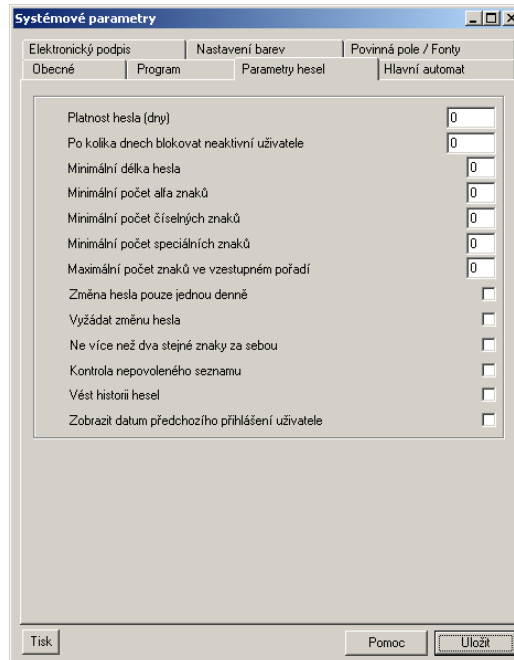 Systémové parametry
Elektronický podpis Nastavení barev Povinná pole / Fonty
Obecné Program Parametry hesel Hlavní automat
Platnost hesla (dny) 0
Po kolika dnech blokovat neaktivní uživatele 0
Minimální délka hesla 0
Minimální počet alfa znaků 0
Minimální počet číselných znaků 0
Minimální počet speciálních znaků 0
Maximální počet znaků ve vzestupném pořadí 0
Změna hesla pouze jednou denně
Vyžádat změnu hesla
Ne více než dva stejné znaky za sebou
Kontrola nepovoleného seznamu
Vést historii hesel
Zobrazit datum předchozího přihlášení uživatele
Tisk Pomoc Uložit